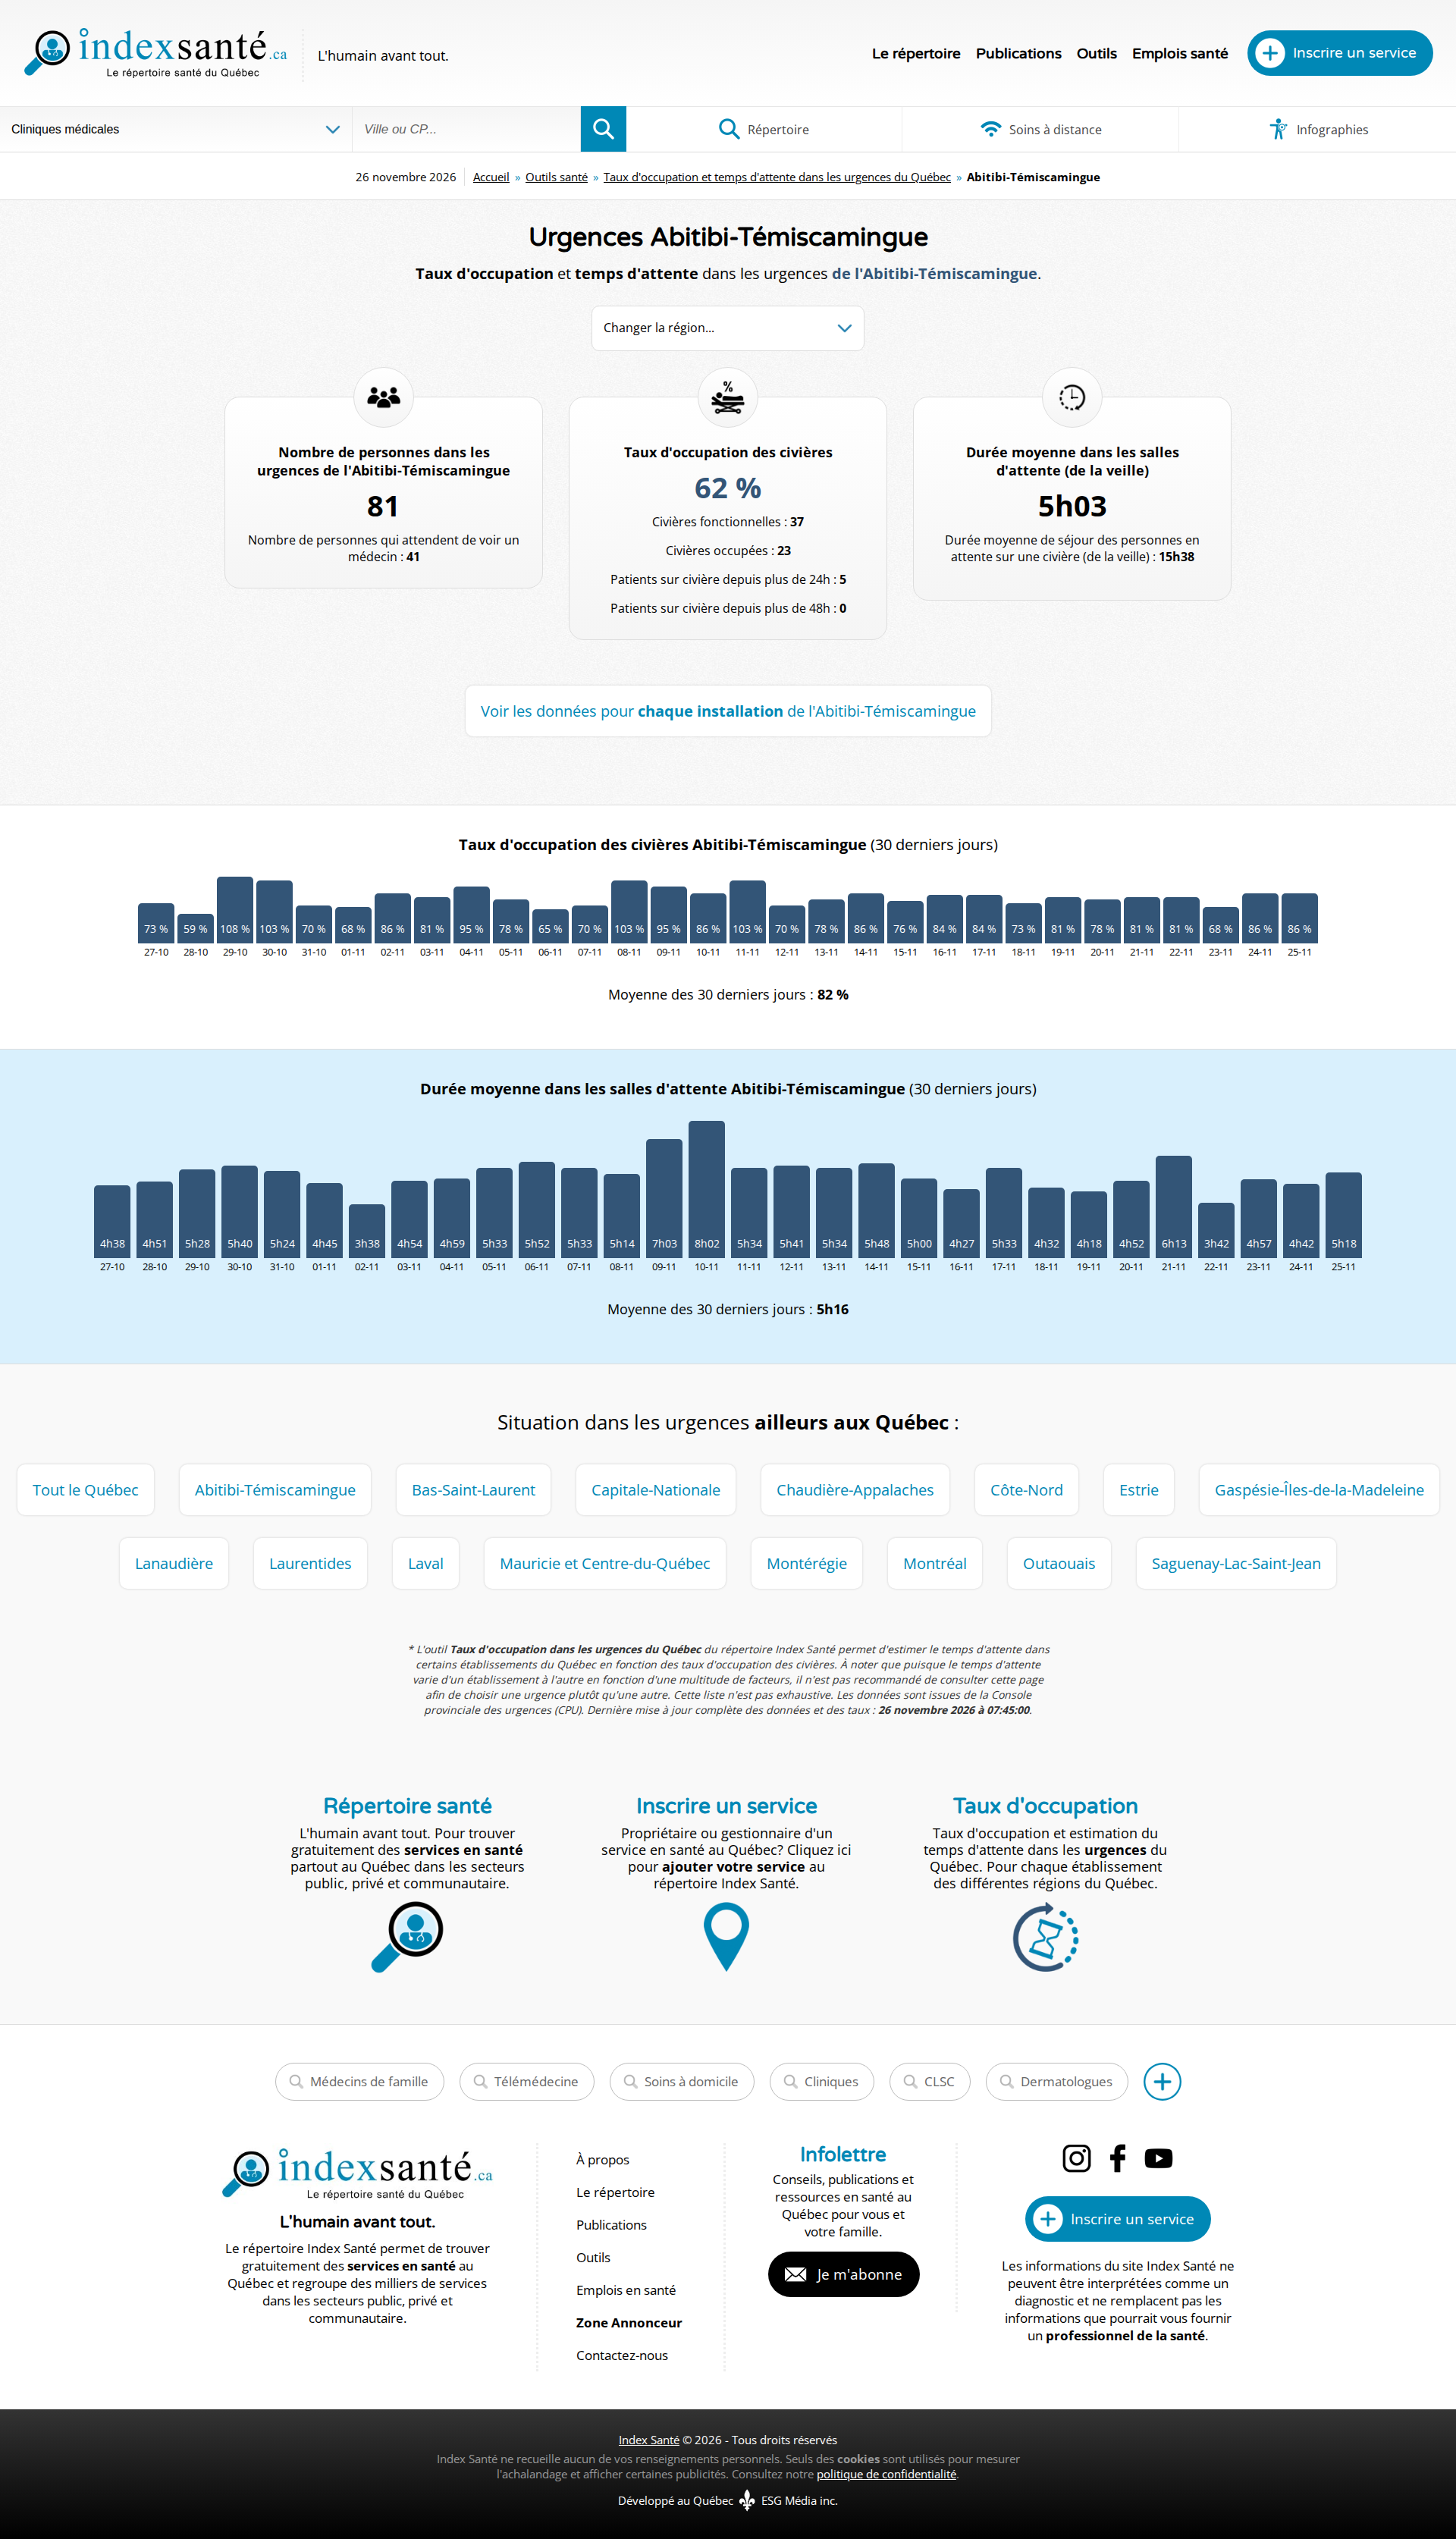 indexsanté.ca
Le répertoire santé du Québec
L'humain avant tout.
Le répertoire Publications Outils Emplois santé Inscrire un service
Cliniques médicales Ville ou CP... Répertoire Soins à distance Infographies
26 novembre 2026 Accueil » Outils santé » Taux d'occupation et temps d'attente dans les urgences du Québec » Abitibi-Témiscamingue
Urgences Abitibi-Témiscamingue
Taux d'occupation et temps d'attente dans les urgences de l'Abitibi-Témiscamingue.
Changer la région...
Nombre de personnes dans les
urgences de l'Abitibi-Témiscamingue
81
Nombre de personnes qui attendent de voir un
médecin : 41
%
Taux d'occupation des civières
62 %
Civières fonctionnelles : 37
Civières occupées : 23
Patients sur civière depuis plus de 24h : 5
Patients sur civière depuis plus de 48h : 0
Durée moyenne dans les salles
d'attente (de la veille)
5h03
Durée moyenne de séjour des personnes en
attente sur une civière (de la veille) : 15h38
Voir les données pour chaque installation de l'Abitibi-Témiscamingue
Taux d'occupation des civières Abitibi-Témiscamingue (30 derniers jours)
73 % 59 % 108 % 103 % 70 % 68 % 86 % 81 % 95 % 78 % 65 % 70 % 103 % 95 % 86 % 103 % 70 % 78 % 86 % 76 % 84 % 84 % 73 % 81 % 78 % 81 % 81 % 68 % 86 % 86 %
27-10 28-10 29-10 30-10 31-10 01-11 02-11 03-11 04-11 05-11 06-11 07-11 08-11 09-11 10-11 11-11 12-11 13-11 14-11 15-11 16-11 17-11 18-11 19-11 20-11 21-11 22-11 23-11 24-11 25-11
Moyenne des 30 derniers jours : 82 %
Durée moyenne dans les salles d'attente Abitibi-Témiscamingue (30 derniers jours)
4h38 4h51 5h28 5h40 5h24 4h45 3h38 4h54 4h59 5h33 5h52 5h33 5h14 7h03 8h02 5h34 5h41 5h34 5h48 5h00 4h27 5h33 4h32 4h18 4h52 6h13 3h42 4h57 4h42 5h18
27-10 28-10 29-10 30-10 31-10 01-11 02-11 03-11 04-11 05-11 06-11 07-11 08-11 09-11 10-11 11-11 12-11 13-11 14-11 15-11 16-11 17-11 18-11 19-11 20-11 21-11 22-11 23-11 24-11 25-11
Moyenne des 30 derniers jours : 5h16
Situation dans les urgences ailleurs aux Québec :
Tout le Québec Abitibi-Témiscamingue Bas-Saint-Laurent Capitale-Nationale Chaudière-Appalaches Côte-Nord Estrie Gaspésie-Îles-de-la-Madeleine
Lanaudière Laurentides Laval Mauricie et Centre-du-Québec Montérégie Montréal Outaouais Saguenay-Lac-Saint-Jean
* L'outil Taux d'occupation dans les urgences du Québec du répertoire Index Santé permet d'estimer le temps d'attente dans
certains établissements du Québec en fonction des taux d'occupation des civières. À noter que puisque le temps d'attente
varie d'un établissement à l'autre en fonction d'une multitude de facteurs, il n'est pas recommandé de consulter cette page
afin de choisir une urgence plutôt qu'une autre. Cette liste n'est pas exhaustive. Les données sont issues de la Console
provinciale des urgences (CPU). Dernière mise à jour complète des données et des taux : 26 novembre 2026 à 07:45:00.
Répertoire santé
L'humain avant tout. Pour trouver
gratuitement des services en santé
partout au Québec dans les secteurs
public, privé et communautaire.
Inscrire un service
Propriétaire ou gestionnaire d'un
service en santé au Québec? Cliquez ici
pour ajouter votre service au
répertoire Index Santé.
Taux d'occupation
Taux d'occupation et estimation du
temps d'attente dans les urgences du
Québec. Pour chaque établissement
des différentes régions du Québec.
Médecins de famille Télémédecine Soins à domicile Cliniques CLSC Dermatologues
indexsanté.ca
Le répertoire santé du Québec
L'humain avant tout.
Le répertoire Index Santé permet de trouver
gratuitement des services en santé au
Québec et regroupe des milliers de services
dans les secteurs public, privé et
communautaire.
À propos
Le répertoire
Publications
Outils
Emplois en santé
Zone Annonceur
Contactez-nous
Infolettre
Conseils, publications et
ressources en santé au
Québec pour vous et
votre famille.
Je m'abonne
Inscrire un service
Les informations du site Index Santé ne
peuvent être interprétées comme un
diagnostic et ne remplacent pas les
informations que pourrait vous fournir
un professionnel de la santé.
Index Santé © 2026 - Tous droits réservés
Index Santé ne recueille aucun de vos renseignements personnels. Seuls des cookies sont utilisés pour mesurer
l'achalandage et afficher certaines publicités. Consultez notre politique de confidentialité.
Développé au Québec ESG Média inc.